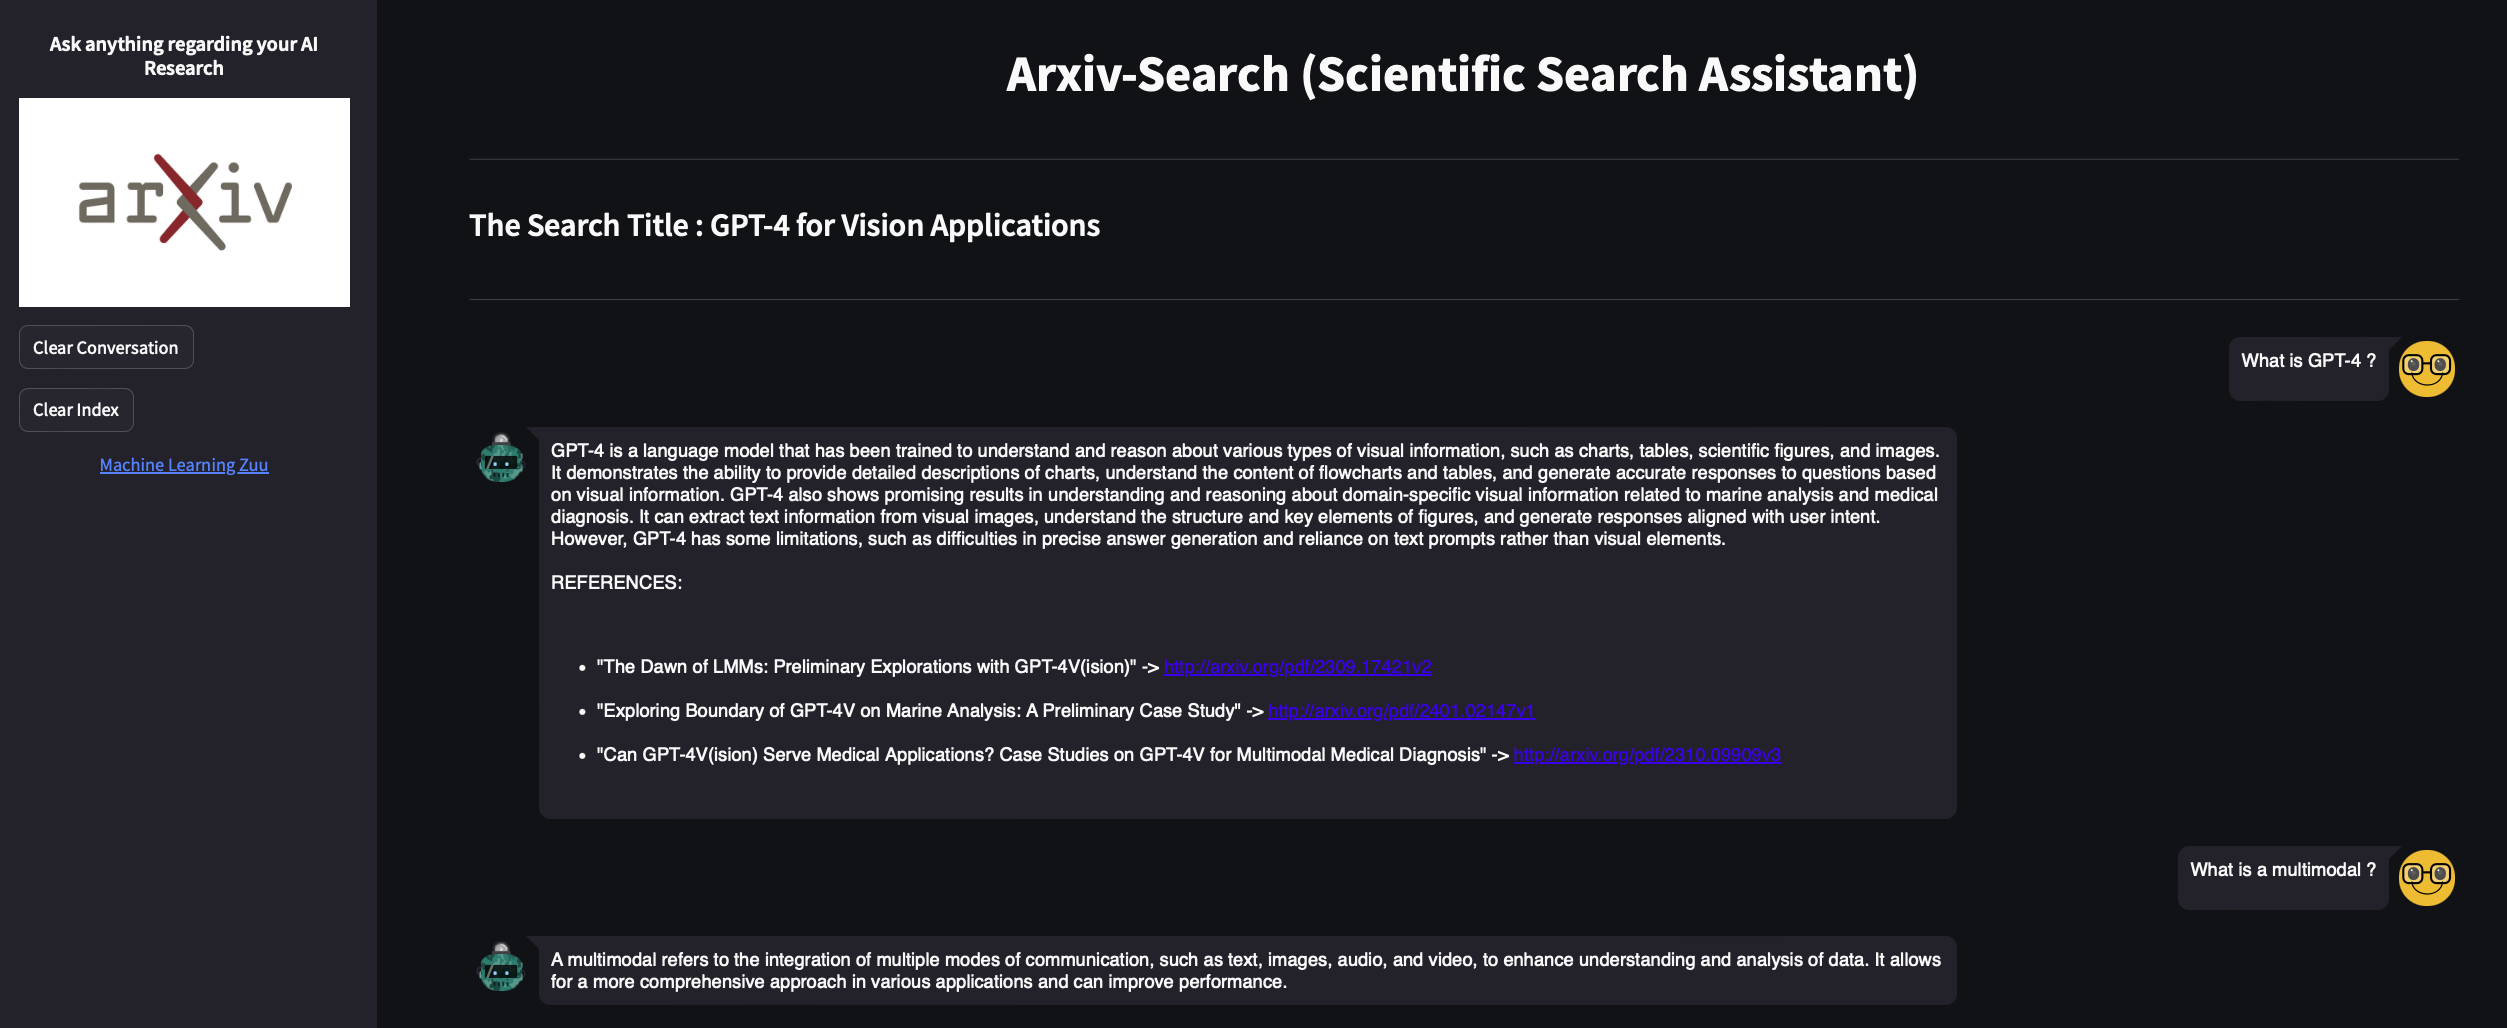 Ask anything regarding your AI
Research
arXiv
Clear Conversation
Clear Index
Machine Learning Zuu
Arxiv-Search (Scientific Search Assistant)
The Search Title : GPT-4 for Vision Applications
What is GPT-4 ?
GPT-4 is a language model that has been trained to understand and reason about various types of visual information, such as charts, tables, scientific figures, and images.
It demonstrates the ability to provide detailed descriptions of charts, understand the content of flowcharts and tables, and generate accurate responses to questions based
on visual information. GPT-4 also shows promising results in understanding and reasoning about domain-specific visual information related to marine analysis and medical
diagnosis. It can extract text information from visual images, understand the structure and key elements of figures, and generate responses aligned with user intent.
However, GPT-4 has some limitations, such as difficulties in precise answer generation and reliance on text prompts rather than visual elements.
REFERENCES:
• "The Dawn of LMMs: Preliminary Explorations with GPT-4V(ision)" -> http://arxiv.org/pdf/2309.17421v2
• "Exploring Boundary of GPT-4V on Marine Analysis: A Preliminary Case Study" -> http://arxiv.org/pdf/2401.02147v1
• "Can GPT-4V(ision) Serve Medical Applications? Case Studies on GPT-4V for Multimodal Medical Diagnosis" -> http://arxiv.org/pdf/2310.09909v3
What is a multimodal ?
A multimodal refers to the integration of multiple modes of communication, such as text, images, audio, and video, to enhance understanding and analysis of data. It allows
for a more comprehensive approach in various applications and can improve performance.